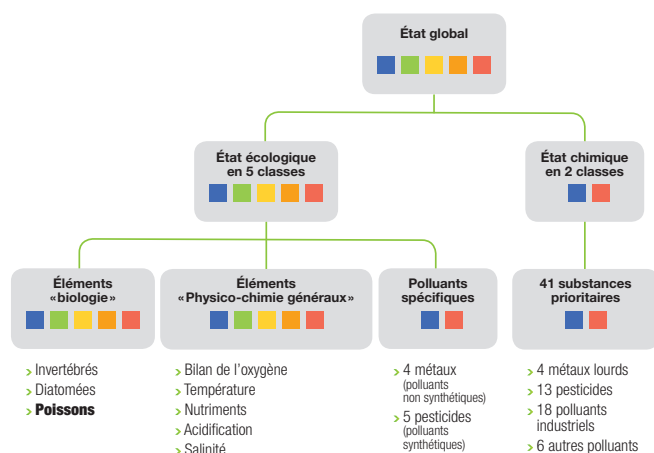 État global
État écologique
en 5 classes
État chimique
en 2 classes
Éléments
«biologie»
Éléments
«Physico-chimie généraux»
Polluants
spécifiques
41 substances
prioritaires
› Invertébrés
› Diatomées
› Poissons
› Bilan de l'oxygène
› Température
› Nutriments
› Acidification
› Salinité
› 4 métaux
(polluants
non synthétiques)
› 5 pesticides
(polluants
synthétiques)
› 4 métaux lourds
› 13 pesticides
› 18 polluants
industriels
› 6 autres polluants